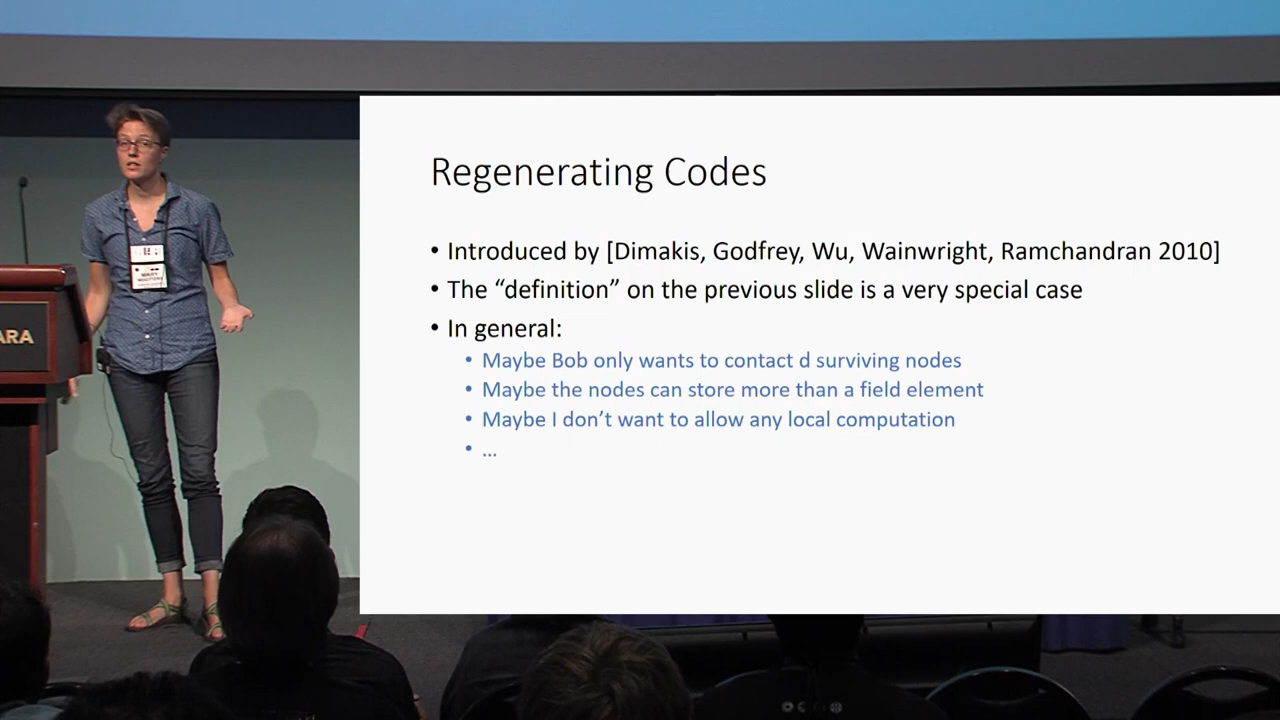 Regenerating Codes
• Introduced by [Dimakis, Godfrey, Wu, Wainwright, Ramchandran 2010]
• The “definition” on the previous slide is a very special case
• In general:
• Maybe Bob only wants to contact d surviving nodes
• Maybe the nodes can store more than a field element
• Maybe I don’t want to allow any local computation
• ...
ARA